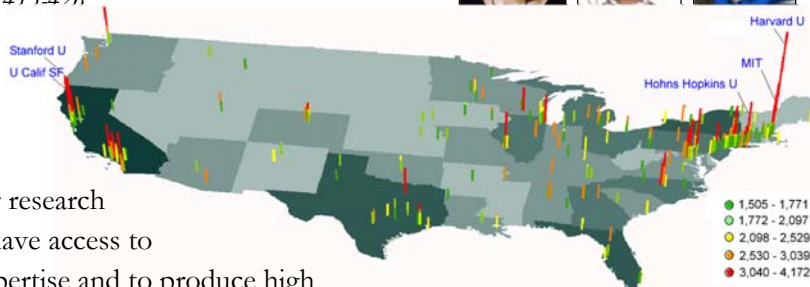 Harvard U
Stanford U
MIT
U Calif SF
Hohns Hopkins U
r research
have access to
pertise and to produce high
1,505 - 1,771
1,772 - 2,097
2,098 - 2,529
2,530 - 3,039
3,040 - 4,172